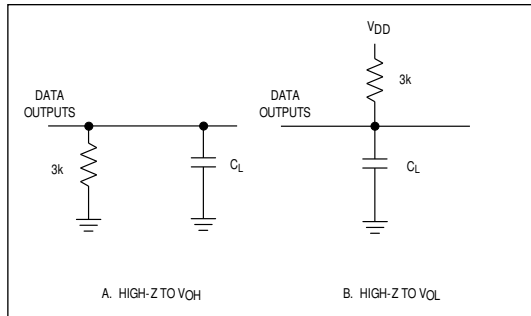 DATA
OUTPUTS
3k
CL
A. HIGH-Z TO VOH
VDD
3k
DATA
OUTPUTS
CL
B. HIGH-Z TO VOL